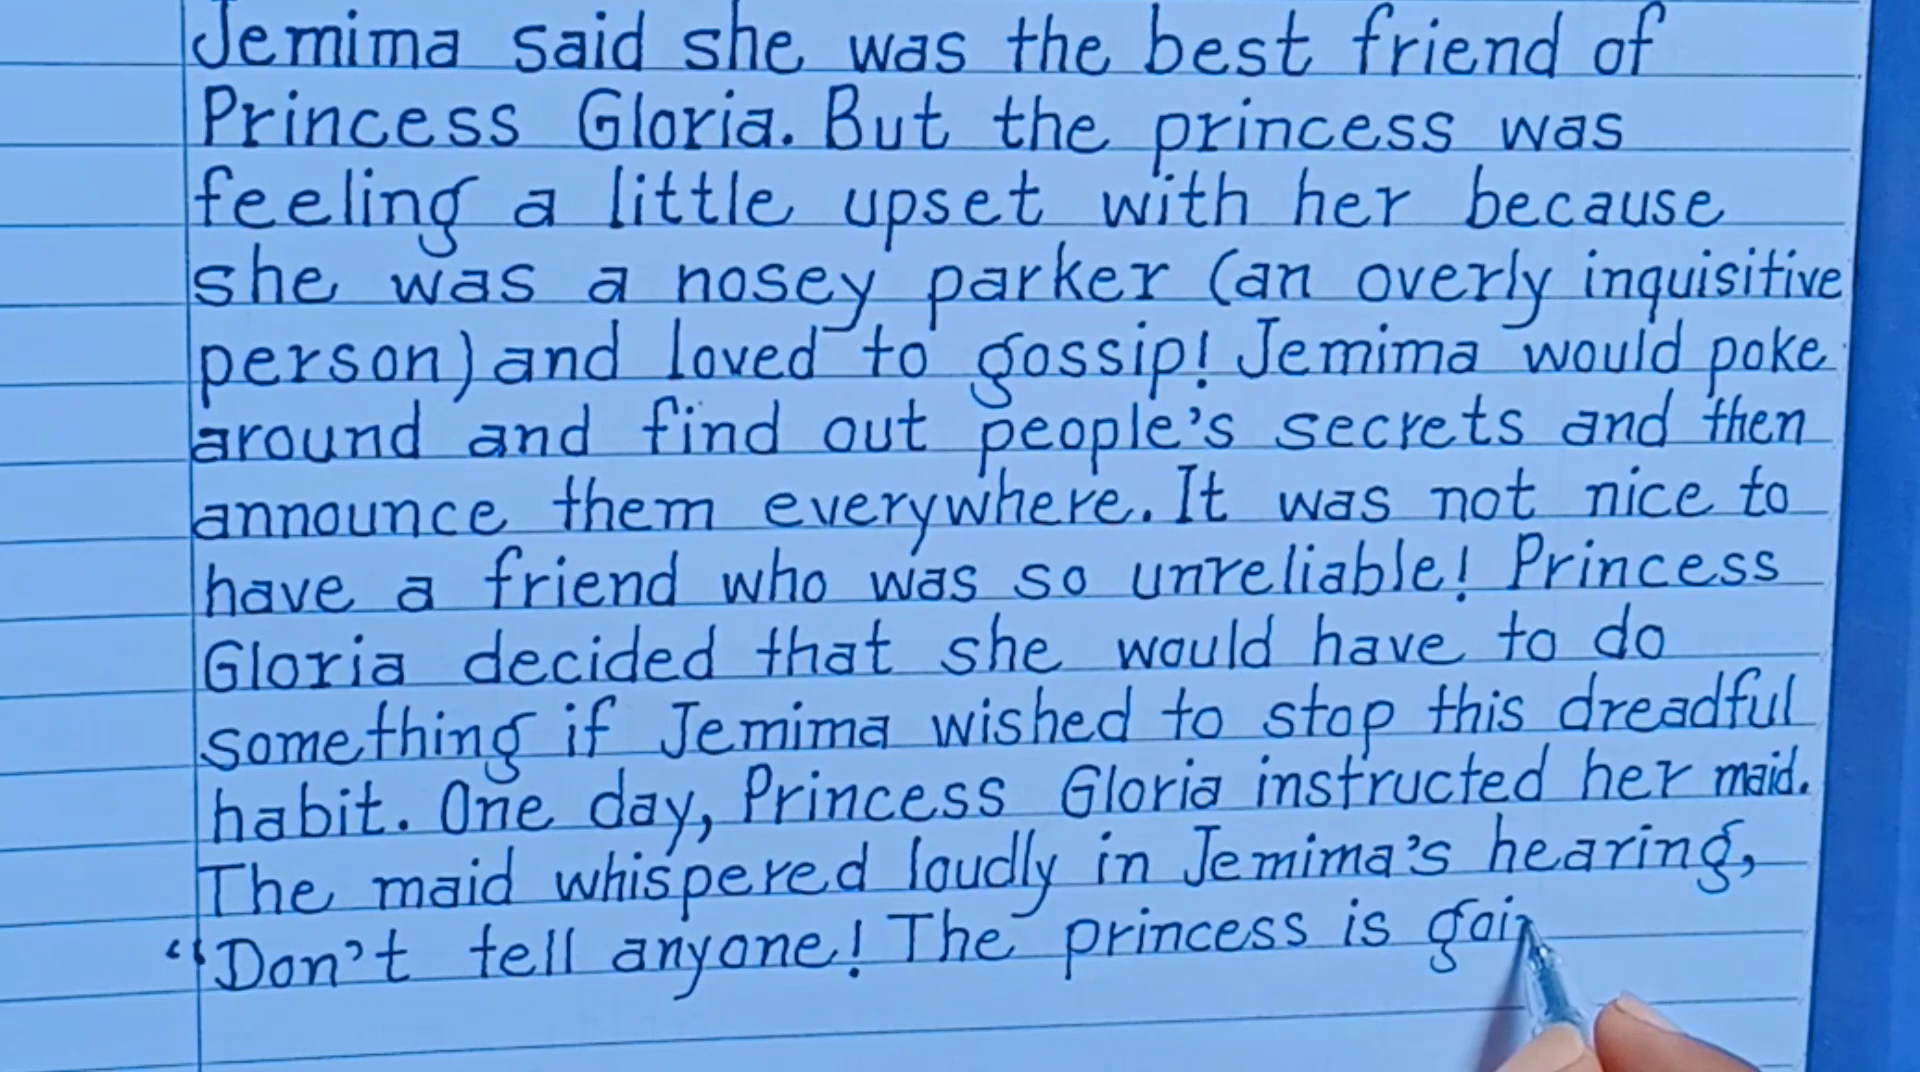 Jemima said she was the best friend of
Princess Gloria. But the princess was
feeling a little upset with her because
she was a nosey parker (an overly inquisitive
person) and loved to gossip! Jemima would poke
around and find out people's secrets and then
announce them everywhere. It was not nice to
have a friend who was so unreliable! Princess
Gloria decided that she would have to do
something if Jemima wished to stop this dreadful
habit. One day, Princess Gloria instructed her maid.
The maid whispered loudly in Jemima's hearing,
"Don't tell anyone! The princess is goin